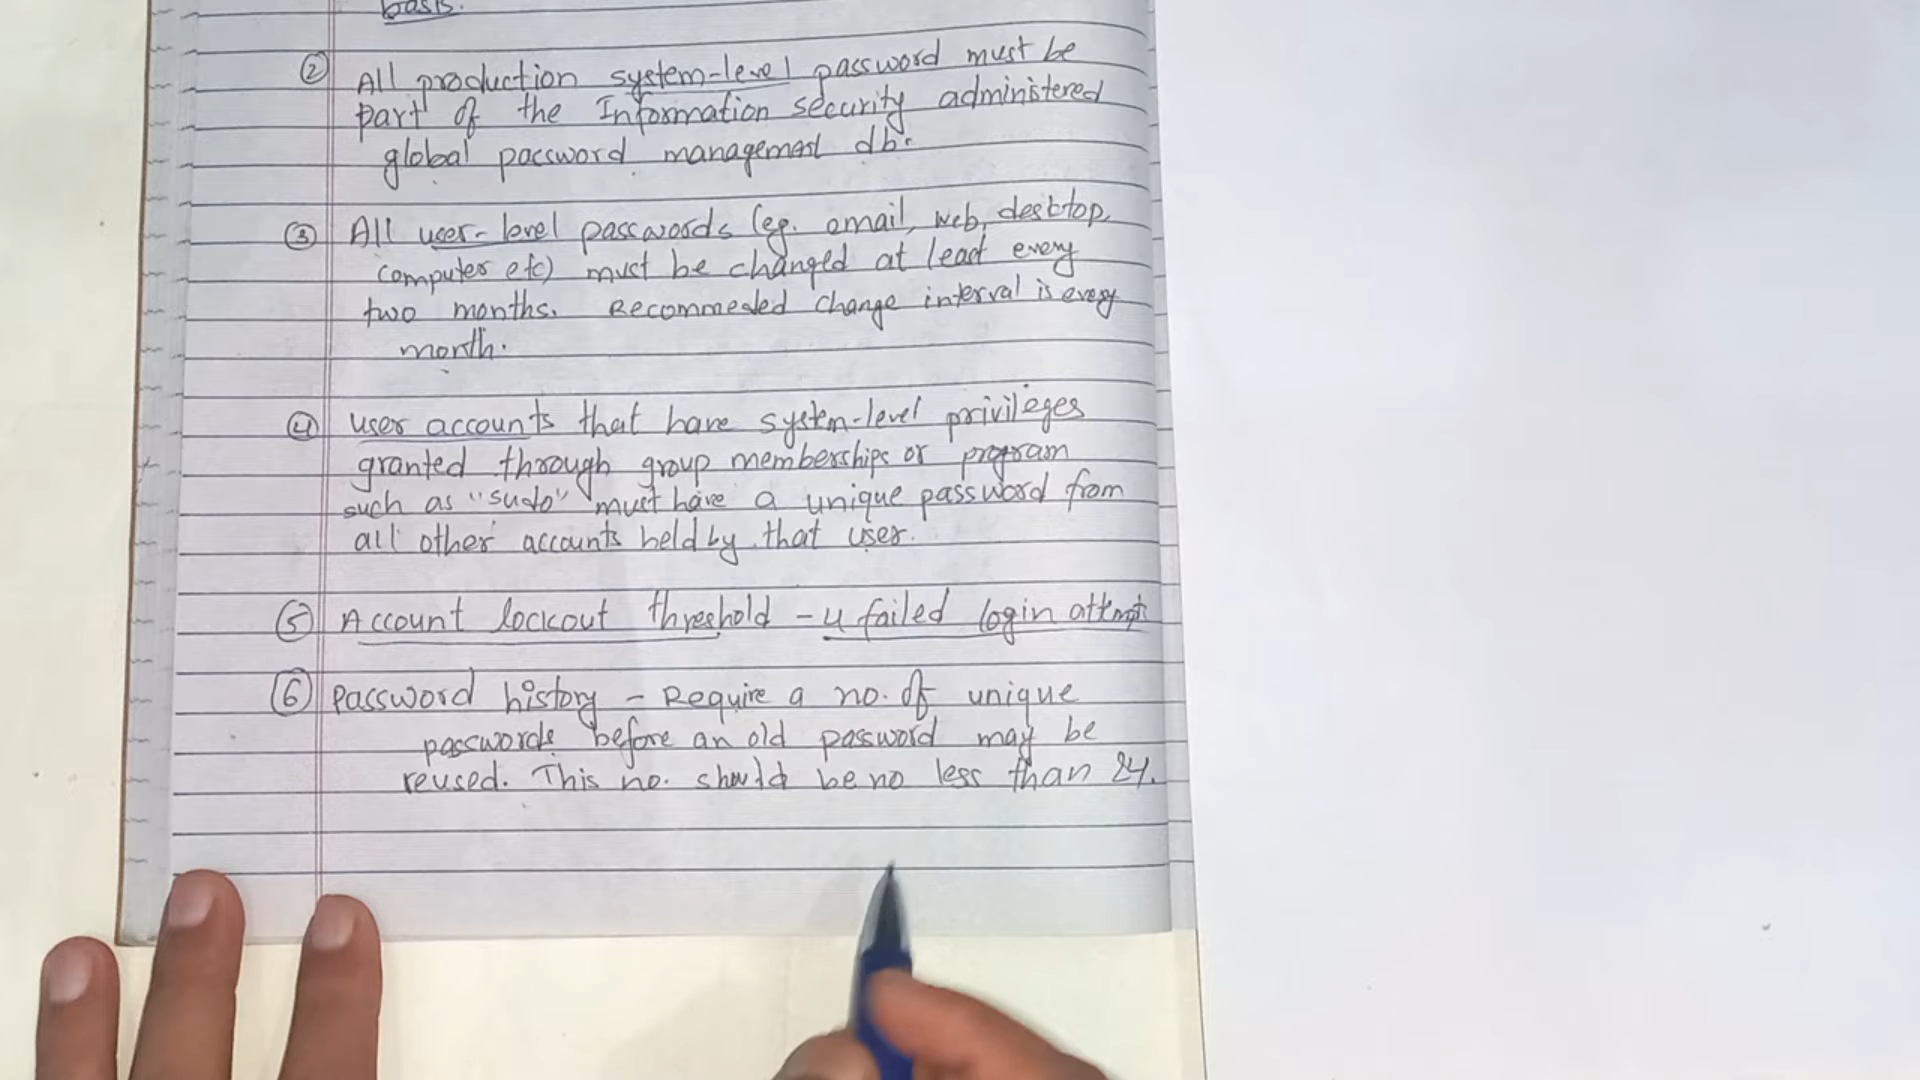 basis.
② All production system-level password must be
part of the Information security administered
global password management db.
③ All user-level passwords (eg. email, web, desktop,
computer etc) must be changed at least every
two months. Recommended change interval is every
month.
④ user accounts that have system-level privileges
granted through group memberships or program
such as "sudo" must have a unique password from
all other accounts held by that user.
⑤ Account lockout threshold - 4 failed login attempt
⑥ Password history - Require a no. of unique
passwords before an old password may be
reused. This no. should be no less than 24.